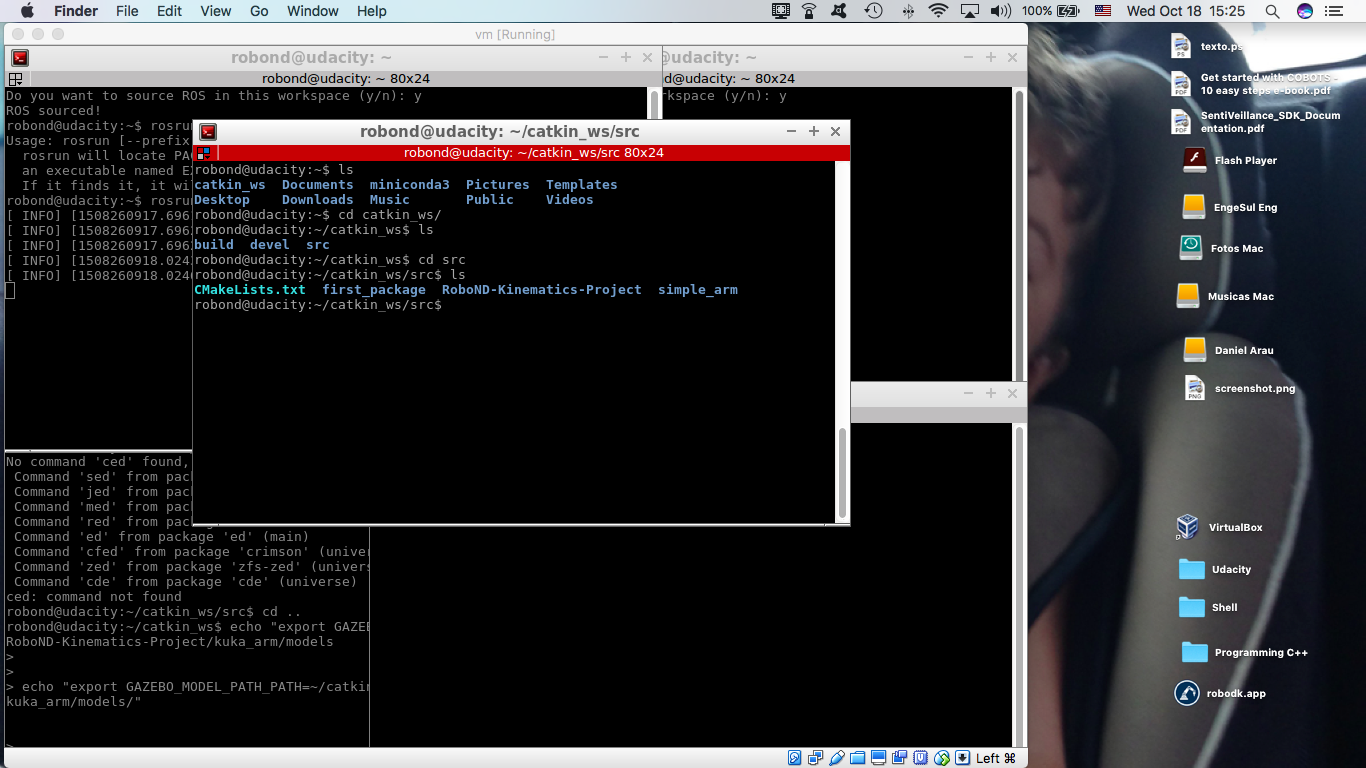 Finder File Edit View Go Window Help 100% Wed Oct 18 15:25
vm [Running]
robond@udacity: ~
robond@udacity: ~ 80x24
Do you want to source ROS in this workspace (y/n): y
ROS sourced!
robond@udacity:~$ rosru
Usage: rosrun [--prefix
rosrun will locate PA
an executable named E
If it finds it, it wi
robond@udacity:~$ rosru
[ INFO] [1508260917.696
[ INFO] [1508260917.696
[ INFO] [1508260917.696
[ INFO] [1508260918.024
[ INFO] [1508260918.024
@udacity: ~
d@udacity: ~ 80x24
rkspace (y/n): y
robond@udacity: ~/catkin_ws/src
robond@udacity: ~/catkin_ws/src 80x24
robond@udacity:~$ ls
catkin_ws Documents miniconda3 Pictures Templates
Desktop Downloads Music Public Videos
robond@udacity:~$ cd catkin_ws/
robond@udacity:~/catkin_ws$ ls
build devel src
robond@udacity:~/catkin_ws$ cd src
robond@udacity:~/catkin_ws/src$ ls
CMakeLists.txt first_package RoboND-Kinematics-Project simple_arm
robond@udacity:~/catkin_ws/src$
No command 'ced' found,
Command 'sed' from pac
Command 'jed' from pac
Command 'med' from pac
Command 'red' from pac
Command 'ed' from package 'ed' (main)
Command 'cfed' from package 'crimson' (univer
Command 'zed' from package 'zfs-zed' (univers
Command 'cde' from package 'cde' (universe)
ced: command not found
robond@udacity:~/catkin_ws/src$ cd ..
robond@udacity:~/catkin_ws$ echo "export GAZEB
RoboND-Kinematics-Project/kuka_arm/models
>
>
> echo "export GAZEBO_MODEL_PATH_PATH=~/catkin
kuka_arm/models/"
>
Left ⌘
texto.ps
Get started with COBOTS -
10 easy steps e-book.pdf
SentiVeillance_SDK_Docum
entation.pdf
Flash Player
EngeSul Eng
Fotos Mac
Musicas Mac
Daniel Arau
screenshot.png
VirtualBox
Udacity
Shell
Programming C++
robodk.app